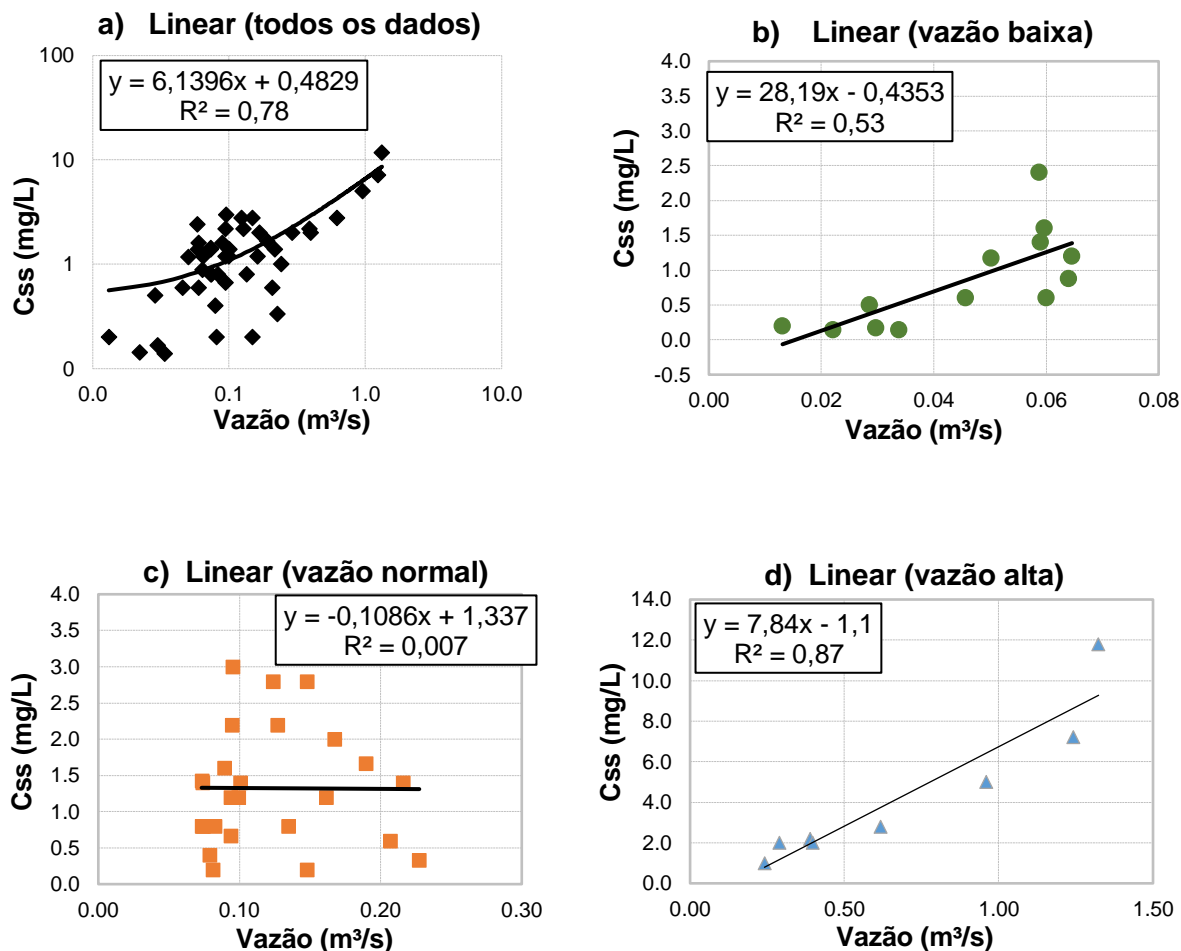 a) Linear (todos os dados)
y = 6,1396x + 0,4829
R² = 0,78
100
10
1
0
0.0 0.1 1.0 10.0
Css (mg/L)
Vazão (m³/s)
b) Linear (vazão baixa)
y = 28,19x - 0,4353
R² = 0,53
4.0
3.5
3.0
2.5
2.0
1.5
1.0
0.5
0.0
-0.5
0.00 0.02 0.04 0.06 0.08
Css (mg/L)
Vazão (m³/s)
c) Linear (vazão normal)
y = -0,1086x + 1,337
R² = 0,007
4.0
3.5
3.0
2.5
2.0
1.5
1.0
0.5
0.0
0.00 0.10 0.20 0.30
Css (mg/L)
Vazão (m³/s)
d) Linear (vazão alta)
y = 7,84x - 1,1
R² = 0,87
14.0
12.0
10.0
8.0
6.0
4.0
2.0
0.0
0.00 0.50 1.00 1.50
Css (mg/L)
Vazão (m³/s)